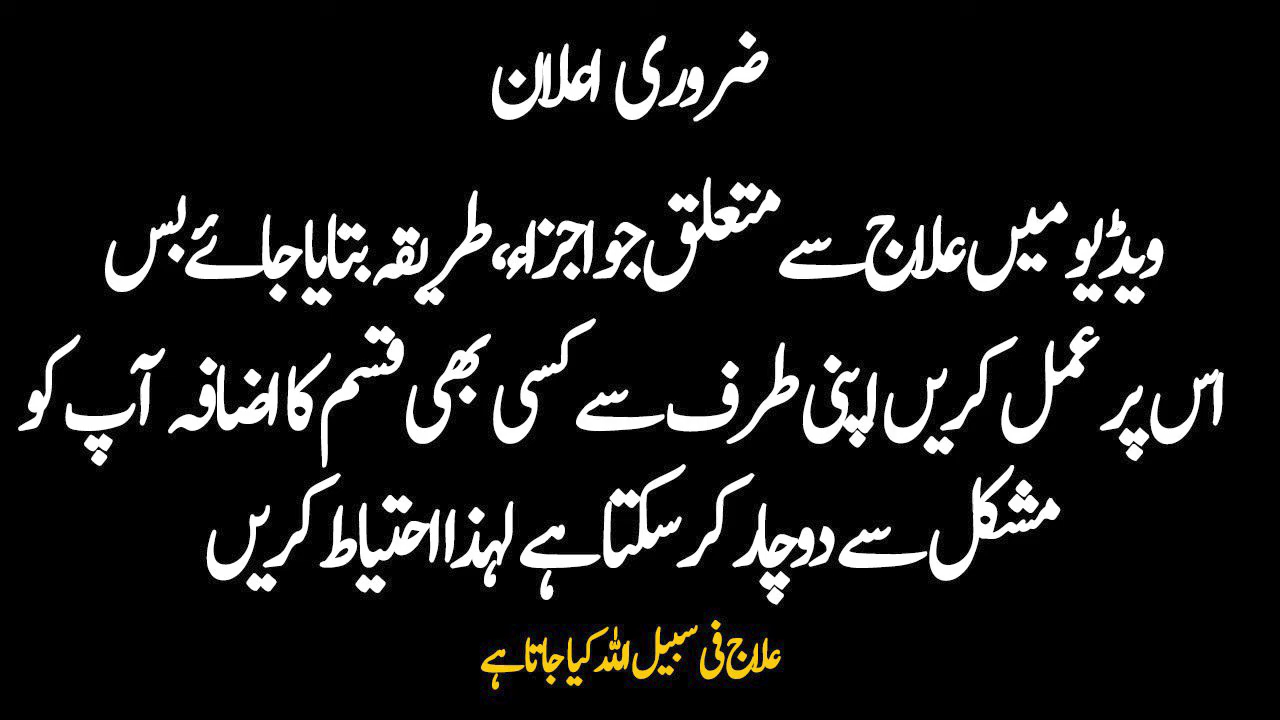 ضروری اعلان
ویڈیو میں علاج سے متعلق جو اجزاء، طریقہ بتایا جائے بس
اس پر عمل کریں اپنی طرف سے کسی بھی قسم کا اضافہ آپ کو
مشکل سے دوچار کر سکتا ہے لہذا احتیاط کریں
علاج فی سبیل اللہ کیا جاتا ہے